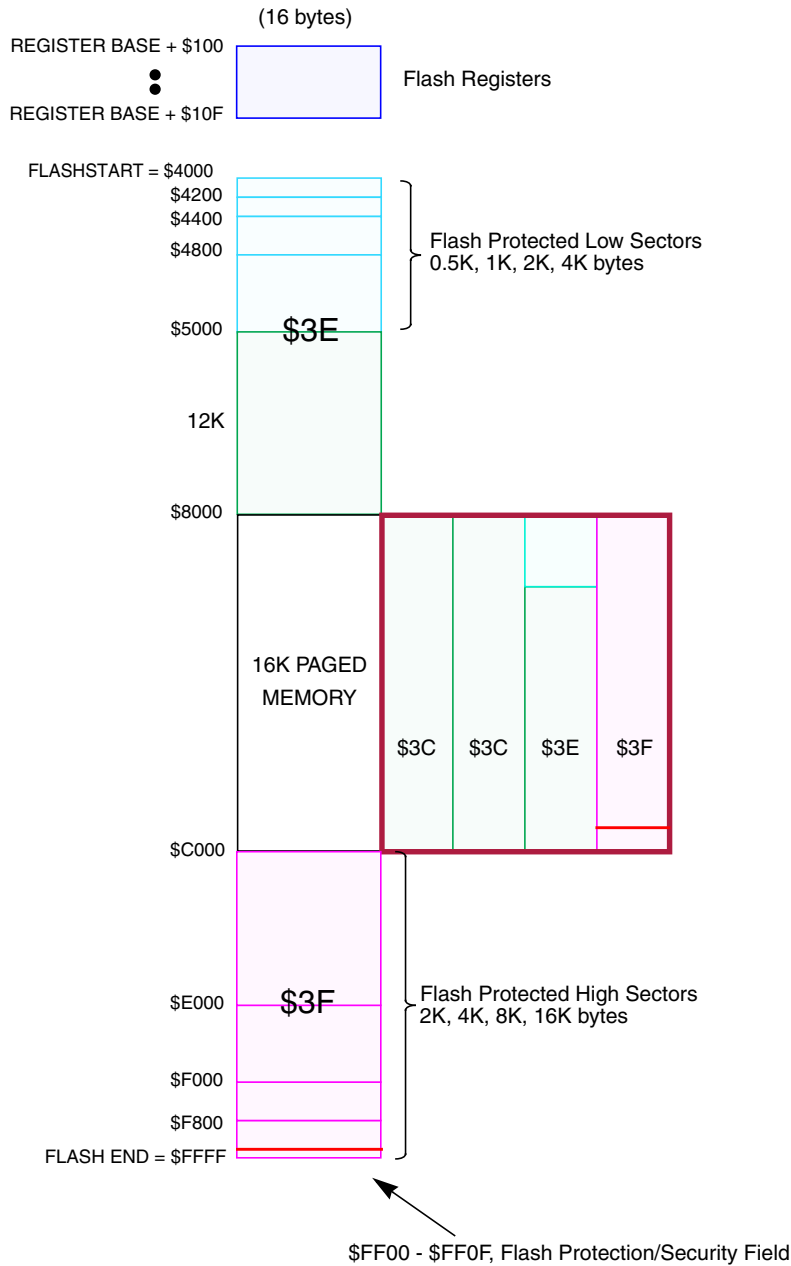 (16 bytes)
REGISTER BASE + $100
Flash Registers
REGISTER BASE + $10F
FLASHSTART = $4000
$4200
$4400
$4800
Flash Protected Low Sectors
0.5K, 1K, 2K, 4K bytes
$5000
$3E
12K
$8000
16K PAGED
MEMORY
$3C
$3C
$3E
$3F
$C000
$E000
$3F
Flash Protected High Sectors
2K, 4K, 8K, 16K bytes
$F000
$F800
FLASH END = $FFFF
$FF00 - $FF0F, Flash Protection/Security Field